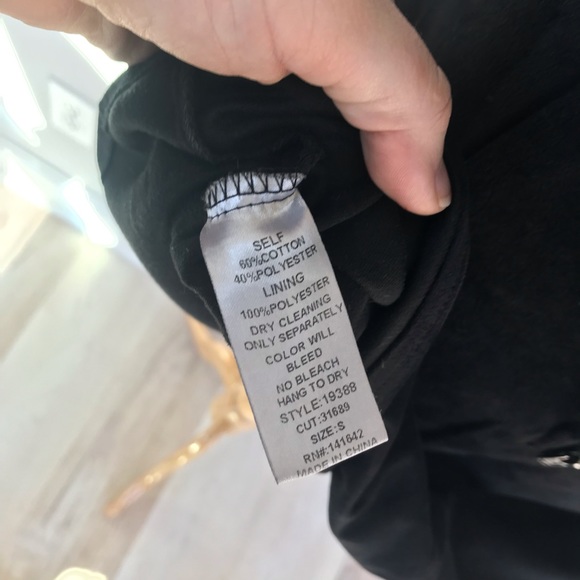 SELF
60%COTTON
40%POLYESTER
LINING
100%POLYESTER
DRY CLEANING
ONLY SEPARATELY
COLOR WILL
BLEED
NO BLEACH
HANG TO DRY
STYLE:19388
CUT:31689
SIZE:S
RN#:141642
MADE IN CHINA